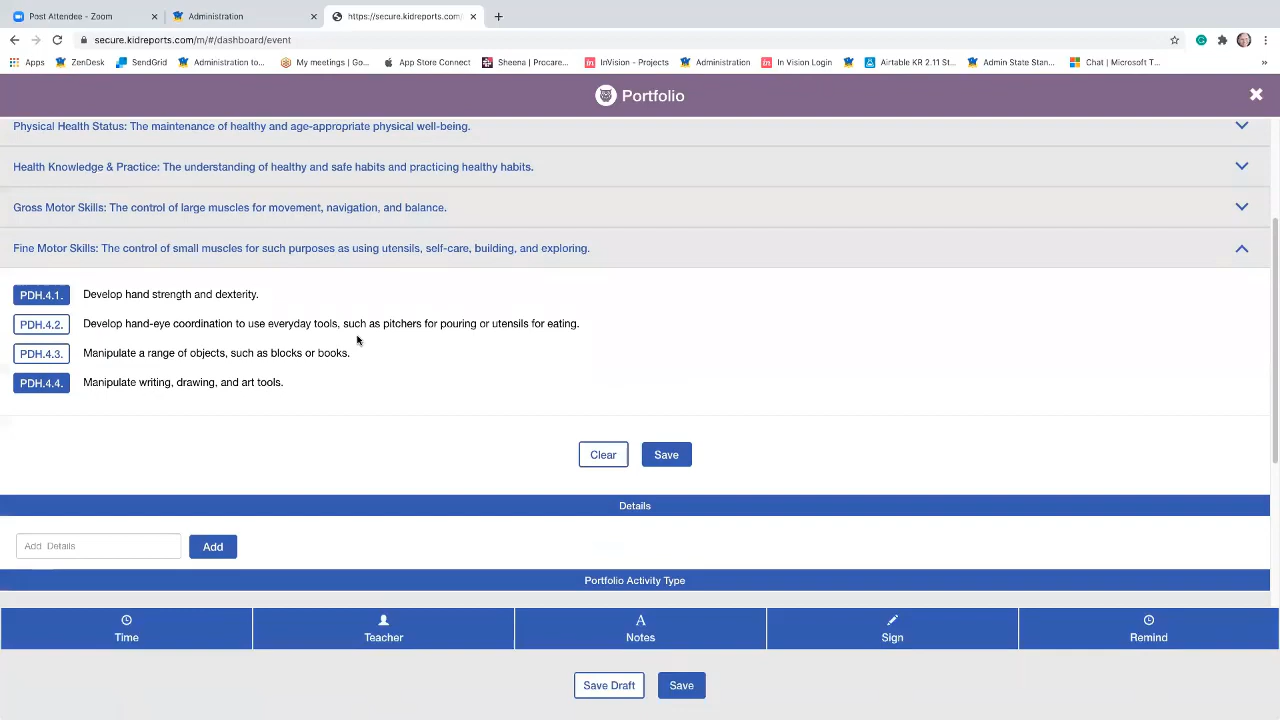 Post Attendee - Zoom
Administration
https://secure.kidreports.com
secure.kidreports.com/m/#/dashboard/event
Apps ZenDesk SendGrid Administration to... My meetings | Go... App Store Connect Sheena | Procare... InVision - Projects Administration In Vision Login Airtable KR 2.11 St... Admin State Stan... Chat | Microsoft T... »
Portfolio
Physical Health Status: The maintenance of healthy and age-appropriate physical well-being.
Health Knowledge & Practice: The understanding of healthy and safe habits and practicing healthy habits.
Gross Motor Skills: The control of large muscles for movement, navigation, and balance.
Fine Motor Skills: The control of small muscles for such purposes as using utensils, self-care, building, and exploring.
PDH.4.1. Develop hand strength and dexterity.
PDH.4.2. Develop hand-eye coordination to use everyday tools, such as pitchers for pouring or utensils for eating.
PDH.4.3. Manipulate a range of objects, such as blocks or books.
PDH.4.4. Manipulate writing, drawing, and art tools.
Clear Save
Details
Add Details Add
Portfolio Activity Type
Time Teacher Notes Sign Remind
Save Draft Save